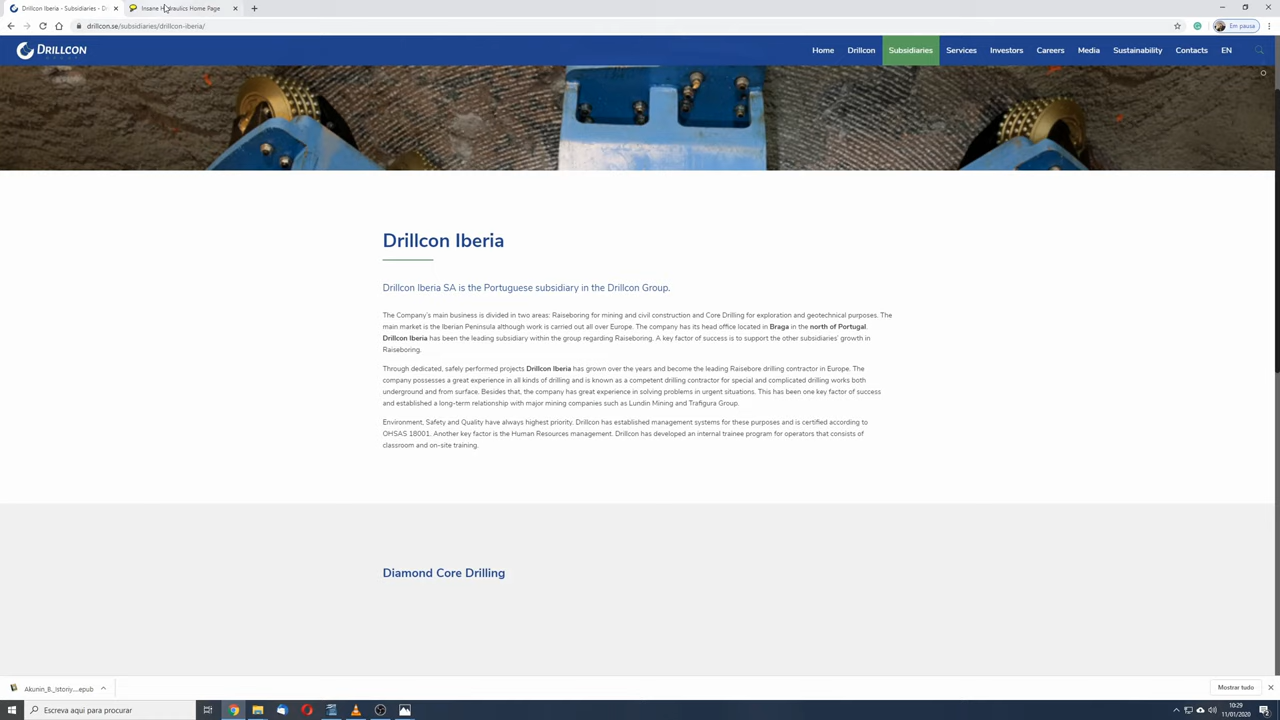 Drillcon Iberia - Subsidiaries - D
Insane Hydraulics Home Page
drillcon.se/subsidiaries/drillcon-iberia/
Em pausa
DRILLCON
Home Drillcon Subsidiaries Services Investors Careers Media Sustainability Contacts EN
Drillcon Iberia
Drillcon Iberia SA is the Portuguese subsidiary in the Drillcon Group.
The Company's main business is divided in two areas: Raiseboring for mining and civil construction and Core Drilling for exploration and geotechnical purposes. The
main market is the Iberian Peninsula although work is carried out all over Europe. The company has its head office located in Braga in the north of Portugal.
Drillcon Iberia has been the leading subsidiary within the group regarding Raiseboring. A key factor of success is to support the other subsidiaries' growth in
Raiseboring.
Through dedicated, safely performed projects Drillcon Iberia has grown over the years and become the leading Raisebore drilling contractor in Europe. The
company possesses a great experience in all kinds of drilling and is known as a competent drilling contractor for special and complicated drilling works both
underground and from surface. Besides that, the company has great experience in solving problems in urgent situations. This has been one key factor of success
and established a long-term relationship with major mining companies such as Lundin Mining and Trafigura Group.
Environment, Safety and Quality have always highest priority. Drillcon has established management systems for these purposes and is certified according to
OHSAS 18001. Another key factor is the Human Resources management. Drillcon has developed an internal trainee program for operators that consists of
classroom and on-site training.
Diamond Core Drilling
Akunin_B._Istoriy....epub
Mostrar tudo
Escreva aqui para procurar
10:29
11/01/2020